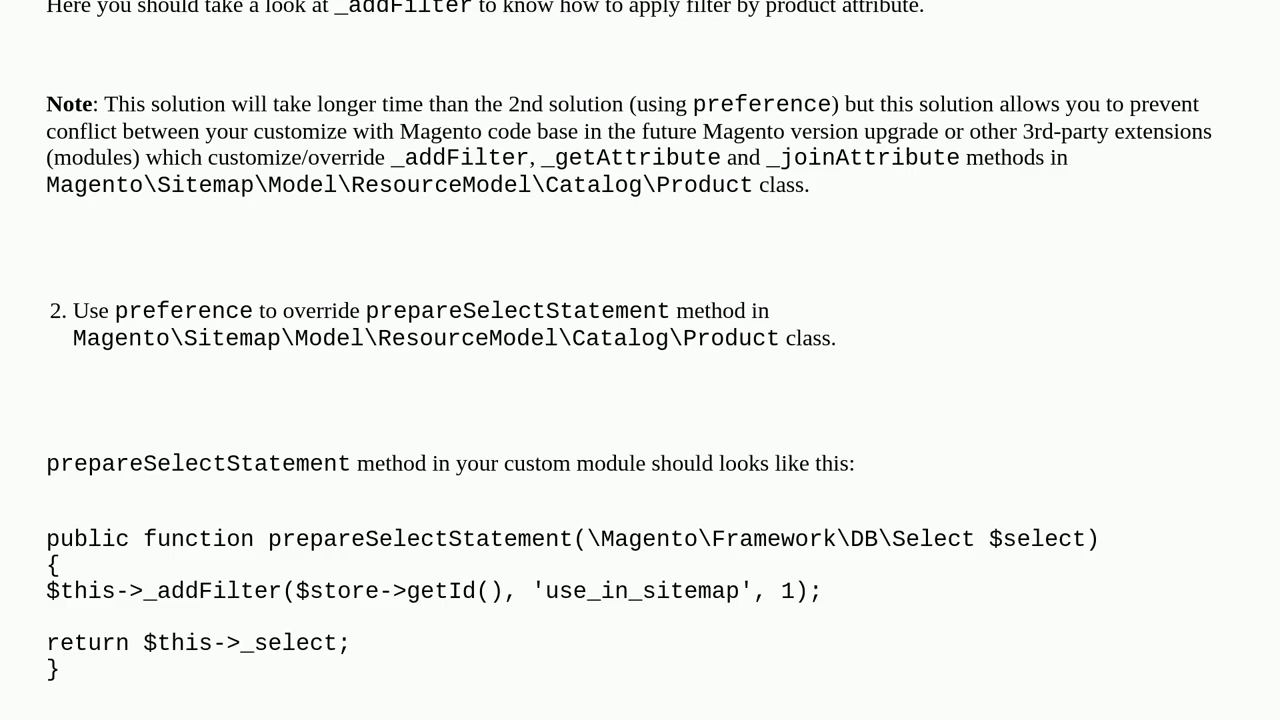 Here you should take a look at _addFilter to know how to apply filter by product attribute.
Note: This solution will take longer time than the 2nd solution (using preference) but this solution allows you to prevent
conflict between your customize with Magento code base in the future Magento version upgrade or other 3rd-party extensions
(modules) which customize/override _addFilter, _getAttribute and _joinAttribute methods in
Magento\Sitemap\Model\ResourceModel\Catalog\Product class.
2. Use preference to override prepareSelectStatement method in
Magento\Sitemap\Model\ResourceModel\Catalog\Product class.
prepareSelectStatement method in your custom module should looks like this:
public function prepareSelectStatement(\Magento\Framework\DB\Select $select)
{
$this->_addFilter($store->getId(), 'use_in_sitemap', 1);
return $this->_select;
}